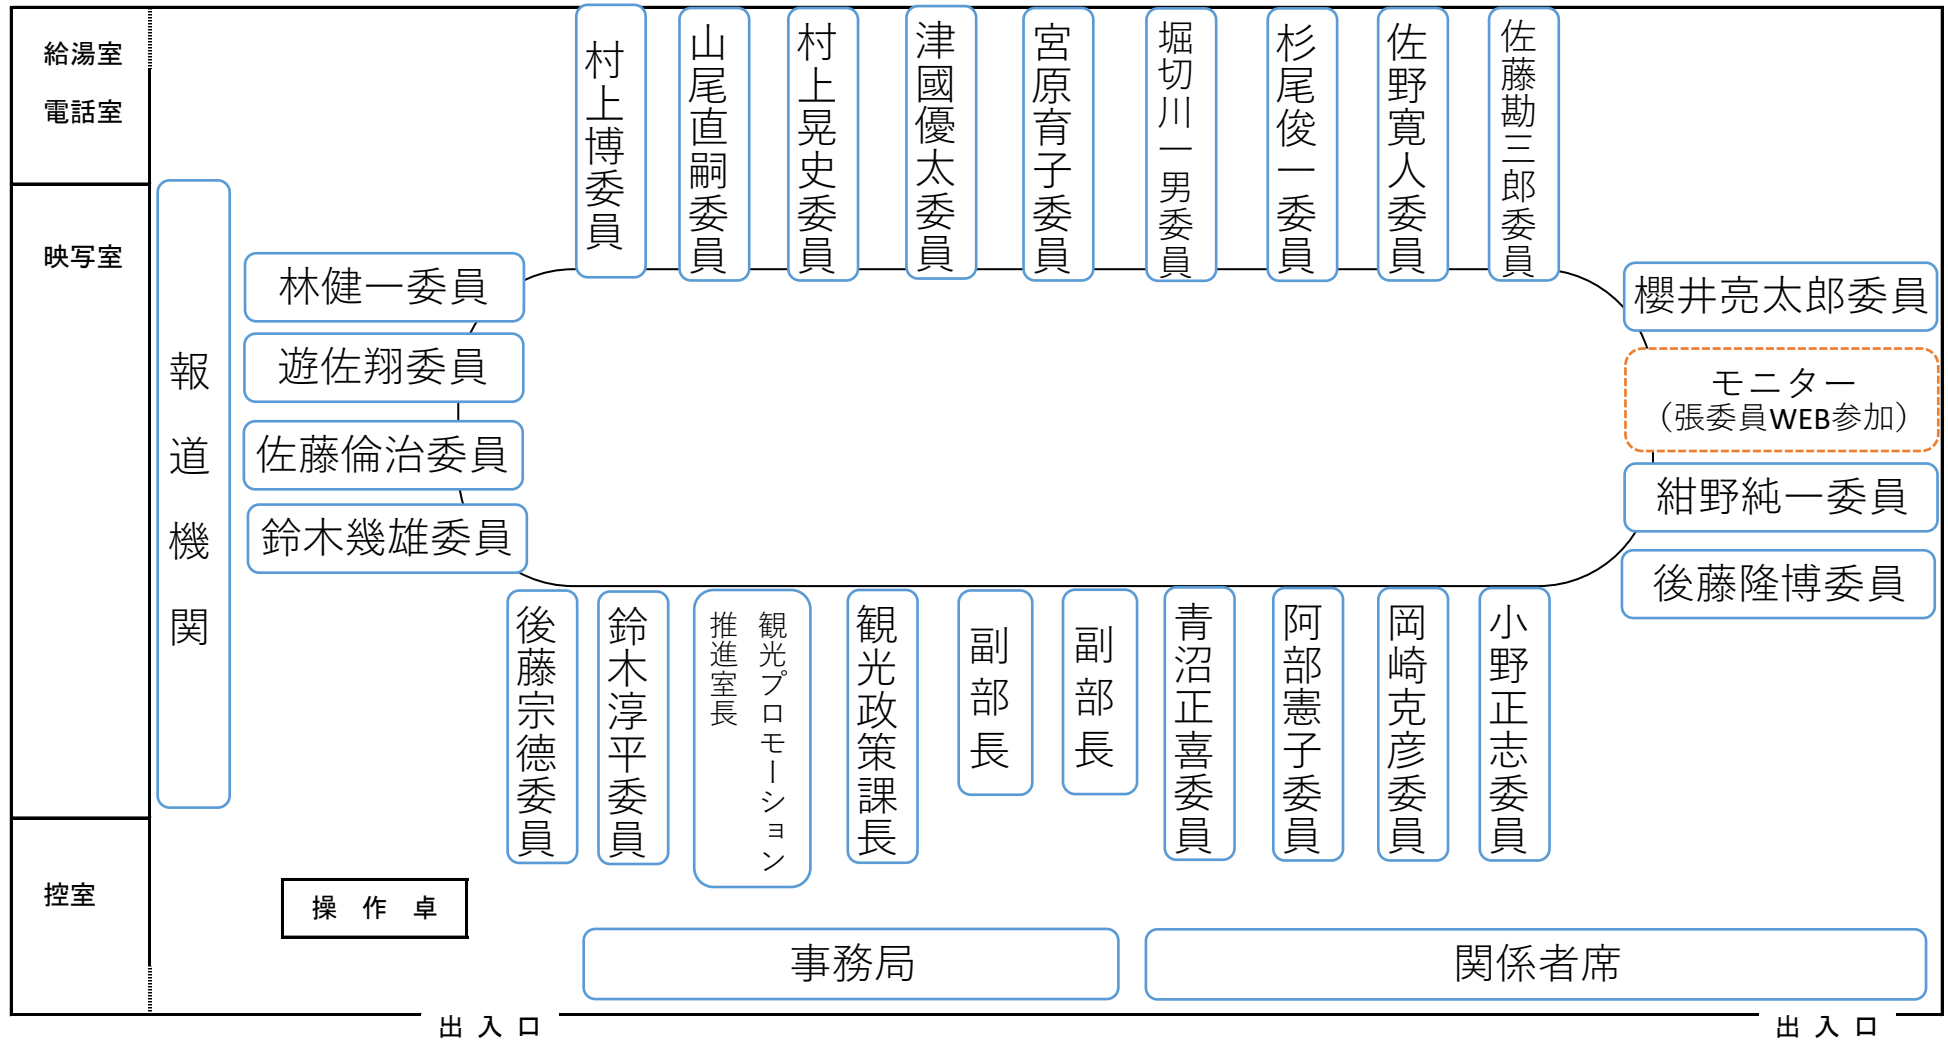 給湯室
電話室
映写室
控室
報道機関
村上博委員
山尾直嗣委員
村上晃史委員
津國優太委員
宮原育子委員
堀切川一男委員
杉尾俊一委員
佐野寛人委員
佐藤勘三郎委員
林健一委員
遊佐翔委員
佐藤倫治委員
鈴木幾雄委員
櫻井亮太郎委員
モニター
（張委員WEB参加）
紺野純一委員
後藤隆博委員
後藤宗徳委員
鈴木淳平委員
観光プロモーション
推進室長
観光政策課長
副部長
副部長
青沼正喜委員
阿部憲子委員
岡崎克彦委員
小野正志委員
操作卓
事務局
関係者席
出入口
出入口